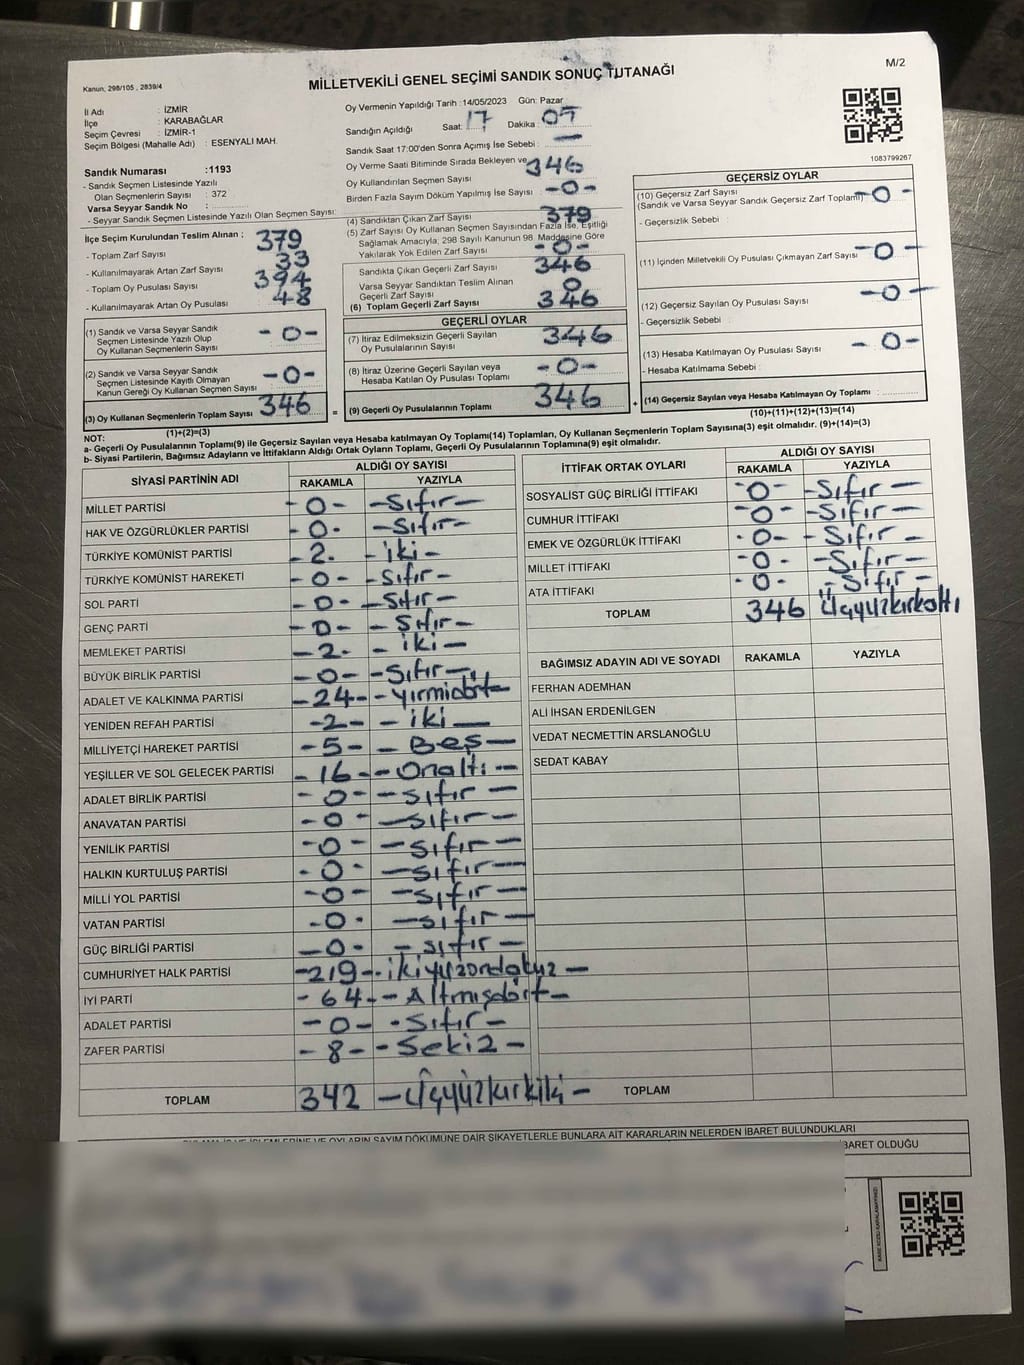 M/2
Kanun, 298/105 , 2839/4
MİLLETVEKİLİ GENEL SEÇİMİ SANDIK SONUÇ TUTANAĞI
İl Adı : İZMİR
İlçe : KARABAĞLAR
Seçim Çevresi : İZMİR-1
Seçim Bölgesi (Mahalle Adı) : ESENYALI MAH.
Sandık Numarası :1193
- Sandık Seçmen Listesinde Yazılı
Olan Seçmenlerin Sayısı : 372
Varsa Seyyar Sandık No :
- Seyyar Sandık Seçmen Listesinde Yazılı Olan Seçmen Sayısı:
Oy Vermenin Yapıldığı Tarih :14/05/2023 Gün: Pazar
Sandığın Açıldığı Saat: 17 Dakika :
Sandık Saat 17:00'den Sonra Açımış İse Sebebi : —
Oy Verme Saati Bitiminde Sırada Bekleyen ve 346
Oy Kullandırılan Seçmen Sayısı
Birden Fazla Sayım Döküm Yapılmış İse Sayısı -0-
1083799267
İlçe Seçim Kurulundan Teslim Alınan ;
- Toplam Zarf Sayısı 379
- Kullanılmayarak Artan Zarf Sayısı 33
- Toplam Oy Pusulası Sayısı 394
- Kullanılmayarak Artan Oy Pusulası 48
(1) Sandık ve Varsa Seyyar Sandık
Seçmen Listesinde Yazılı Olup
Oy Kullanan Seçmenlerin Sayısı -0-
(2) Sandık ve Varsa Seyyar Sandık
Seçmen Listesinde Kayıtlı Olmayan
Kanun Gereği Oy Kullanan Seçmen Sayısı -0-
(3) Oy Kullanan Seçmenlerin Toplam Sayısı 346
(1)+(2)=(3)
(4) Sandıktan Çıkan Zarf Sayısı 379
(5) Zarf Sayısı Oy Kullanan Seçmen Sayısından Fazla İse, Eşitliği
Sağlamak Amacıyla, 298 Sayılı Kanunun 98. Maddesine Göre
Yakılarak Yok Edilen Zarf Sayısı -0-
Sandıkta Çıkan Geçerli Zarf Sayısı 346
Varsa Seyyar Sandıktan Teslim Alınan
Geçerli Zarf Sayısı 0
(6) Toplam Geçerli Zarf Sayısı 346
GEÇERLİ OYLAR
(7) İtiraz Edilmeksizin Geçerli Sayılan
Oy Pusulalarının Sayısı 346
(8) İtiraz Üzerine Geçerli Sayılan veya
Hesaba Katılan Oy Pusulası Toplamı -0-
= (9) Geçerli Oy Pusulalarının Toplamı 346 +
GEÇERSİZ OYLAR
(10) Geçersiz Zarf Sayısı
(Sandık ve Varsa Seyyar Sandık Geçersiz Zarf Toplamı) -0-
- Geçersizlik Sebebi :
(11) İçinden Milletvekili Oy Pusulası Çıkmayan Zarf Sayısı -0-
(12) Geçersiz Sayılan Oy Pusulası Sayısı -0-
- Geçersizlik Sebebi :
(13) Hesaba Katılmayan Oy Pusulası Sayısı -0-
- Hesaba Katılmama Sebebi :
(14) Geçersiz Sayılan veya Hesaba Katılmayan Oy Toplamı :
(10)+(11)+(12)+(13)=(14)
NOT:
a- Geçerli Oy Pusulalarının Toplamı(9) ile Geçersiz Sayılan veya Hesaba katılmayan Oy Toplamı(14) Toplamları, Oy Kullanan Seçmenlerin Toplam Sayısına(3) eşit olmalıdır. (9)+(14)=(3)
b- Siyasi Partilerin, Bağımsız Adayların ve İttifakların Aldığı Ortak Oyların Toplamı, Geçerli Oy Pusulalarının Toplamına(9) eşit olmalıdır.
SİYASİ PARTİNİN ADI ALDIĞI OY SAYISI
RAKAMLA YAZIYLA
MİLLET PARTİSİ -0- -Sıfır-
HAK VE ÖZGÜRLÜKLER PARTİSİ -0- -Sıfır-
TÜRKİYE KOMÜNİST PARTİSİ -2- -iki-
TÜRKİYE KOMÜNİST HAREKETİ -0- -Sıfır-
SOL PARTİ -0- -Sıfır-
GENÇ PARTİ -0- -Sıfır-
MEMLEKET PARTİSİ -2- -iki-
BÜYÜK BİRLİK PARTİSİ -0- -Sıfır-
ADALET VE KALKINMA PARTİSİ -24- -yirmidört-
YENİDEN REFAH PARTİSİ -2- -iki-
MİLLİYETÇİ HAREKET PARTİSİ -5- -Beş-
YEŞİLLER VE SOL GELECEK PARTİSİ -16- -Onaltı-
ADALET BİRLİK PARTİSİ -0- -sıfır-
ANAVATAN PARTİSİ -0- -sıfır-
YENİLİK PARTİSİ -0- -sıfır-
HALKIN KURTULUŞ PARTİSİ -0- -sıfır-
MİLLİ YOL PARTİSİ -0- -sıfır-
VATAN PARTİSİ -0- -sıfır-
GÜÇ BİRLİĞİ PARTİSİ -0- -sıfır-
CUMHURİYET HALK PARTİSİ -219- -ikiyüzondokuz-
İYİ PARTİ -64- -Altmışdört-
ADALET PARTİSİ -0- -Sıfır-
ZAFER PARTİSİ -8- -Sekiz-
TOPLAM 342 -Üçyüzkırkiki-
İTTİFAK ORTAK OYLARI ALDIĞI OY SAYISI
RAKAMLA YAZIYLA
SOSYALIST GÜÇ BİRLİĞİ İTTİFAKI -0- -Sıfır-
CUMHUR İTTİFAKI -0- -Sıfır-
EMEK VE ÖZGÜRLÜK İTTİFAKI -0- -Sıfır-
MİLLET İTTİFAKI -0- -Sıfır-
ATA İTTİFAKI -0- -Sıfır-
TOPLAM 346 Üçyüzkırkaltı
BAĞIMSIZ ADAYIN ADI VE SOYADI RAKAMLA YAZIYLA
FERHAN ADEMHAN
ALİ İHSAN ERDENİLGEN
VEDAT NECMETTİN ARSLANOĞLU
SEDAT KABAY
TOPLAM
İŞLEMLERİNE VE OYLARIN SAYIM DÖKÜMÜNE DAİR ŞİKAYETLERLE BUNLARA AİT KARARLARIN NELERDEN İBARET BULUNDUKLARI
İBARET OLDUĞU